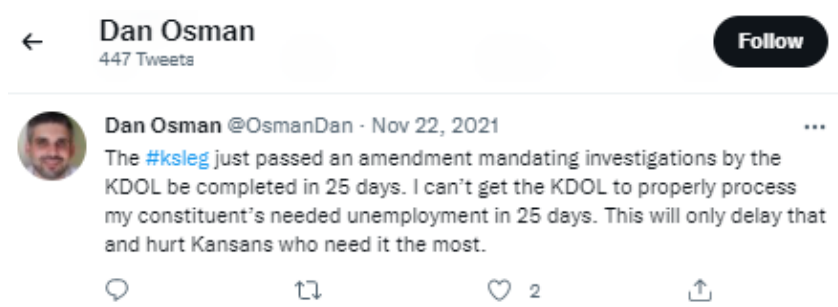 Dan Osman
447 Tweets
Follow
Dan Osman @OsmanDan · Nov 22, 2021
The #ksleg just passed an amendment mandating investigations by the
KDOL be completed in 25 days. I can't get the KDOL to properly process
my constituent's needed unemployment in 25 days. This will only delay that
and hurt Kansans who need it the most.
2